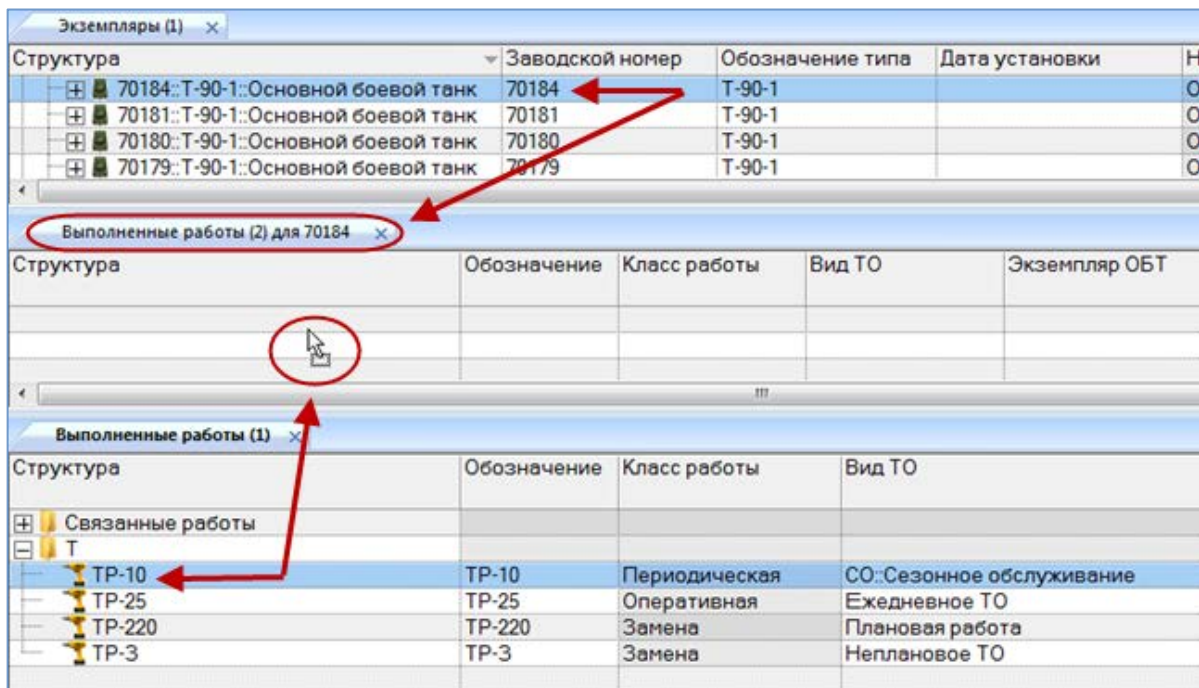 Экземпляры (1)
Структура Заводской номер Обозначение типа Дата установки Н
70184::Т-90-1::Основной боевой танк 70184 Т-90-1 О
70181::Т-90-1::Основной боевой танк 70181 Т-90-1 О
70180::Т-90-1::Основной боевой танк 70180 Т-90-1 О
70179::Т-90-1::Основной боевой танк 70179 Т-90-1 О
Выполненные работы (2) для 70184
Структура Обозначение Класс работы Вид ТО Экземпляр ОБТ
Выполненные работы (1)
Структура Обозначение Класс работы Вид ТО
Связанные работы
Т
ТР-10 ТР-10 Периодическая СО::Сезонное обслуживание
ТР-25 ТР-25 Оперативная Ежедневное ТО
ТР-220 ТР-220 Замена Плановая работа
ТР-3 ТР-3 Замена Неплановое ТО